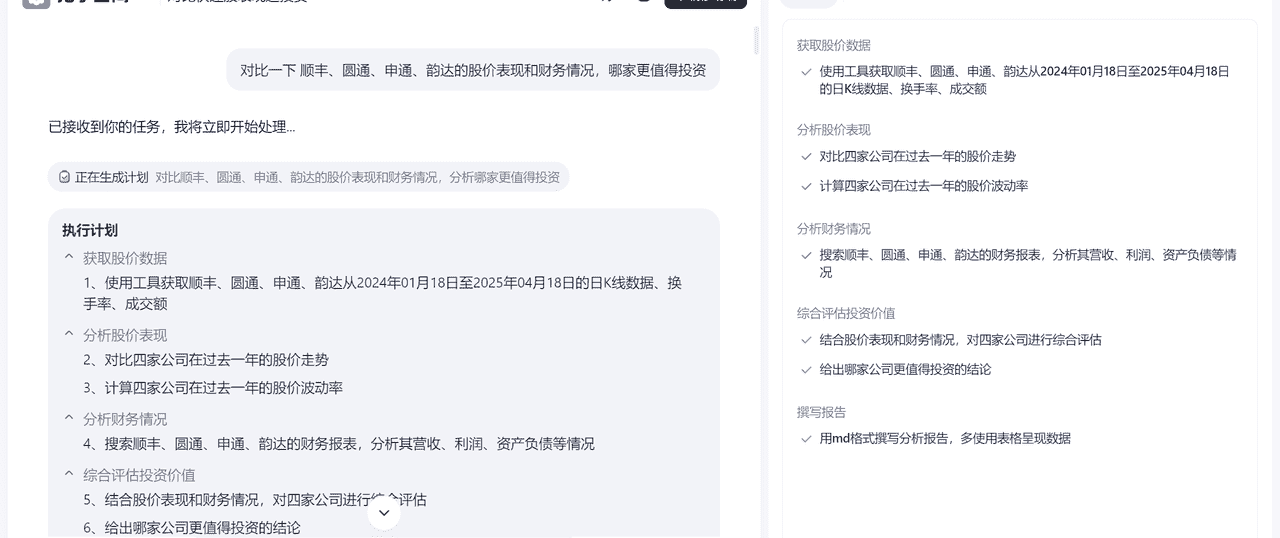 对比一下 顺丰、圆通、申通、韵达的股价表现和财务情况，哪家更值得投资
已接收到你的任务，我将立即开始处理...
正在生成计划 对比顺丰、圆通、申通、韵达的股价表现和财务情况，分析哪家更值得投资
执行计划
获取股价数据
1、使用工具获取顺丰、圆通、申通、韵达从2024年01月18日至2025年04月18日的日K线数据、换
手率、成交额
分析股价表现
2、对比四家公司在过去一年的股价走势
3、计算四家公司在过去一年的股价波动率
分析财务情况
4、搜索顺丰、圆通、申通、韵达的财务报表，分析其营收、利润、资产负债等情况
综合评估投资价值
5、结合股价表现和财务情况，对四家公司进行综合评估
6、给出哪家公司更值得投资的结论
获取股价数据
使用工具获取顺丰、圆通、申通、韵达从2024年01月18日至2025年04月18日
的日K线数据、换手率、成交额
分析股价表现
对比四家公司在过去一年的股价走势
计算四家公司在过去一年的股价波动率
分析财务情况
搜索顺丰、圆通、申通、韵达的财务报表，分析其营收、利润、资产负债等情
况
综合评估投资价值
结合股价表现和财务情况，对四家公司进行综合评估
给出哪家公司更值得投资的结论
撰写报告
用md格式撰写分析报告，多使用表格呈现数据